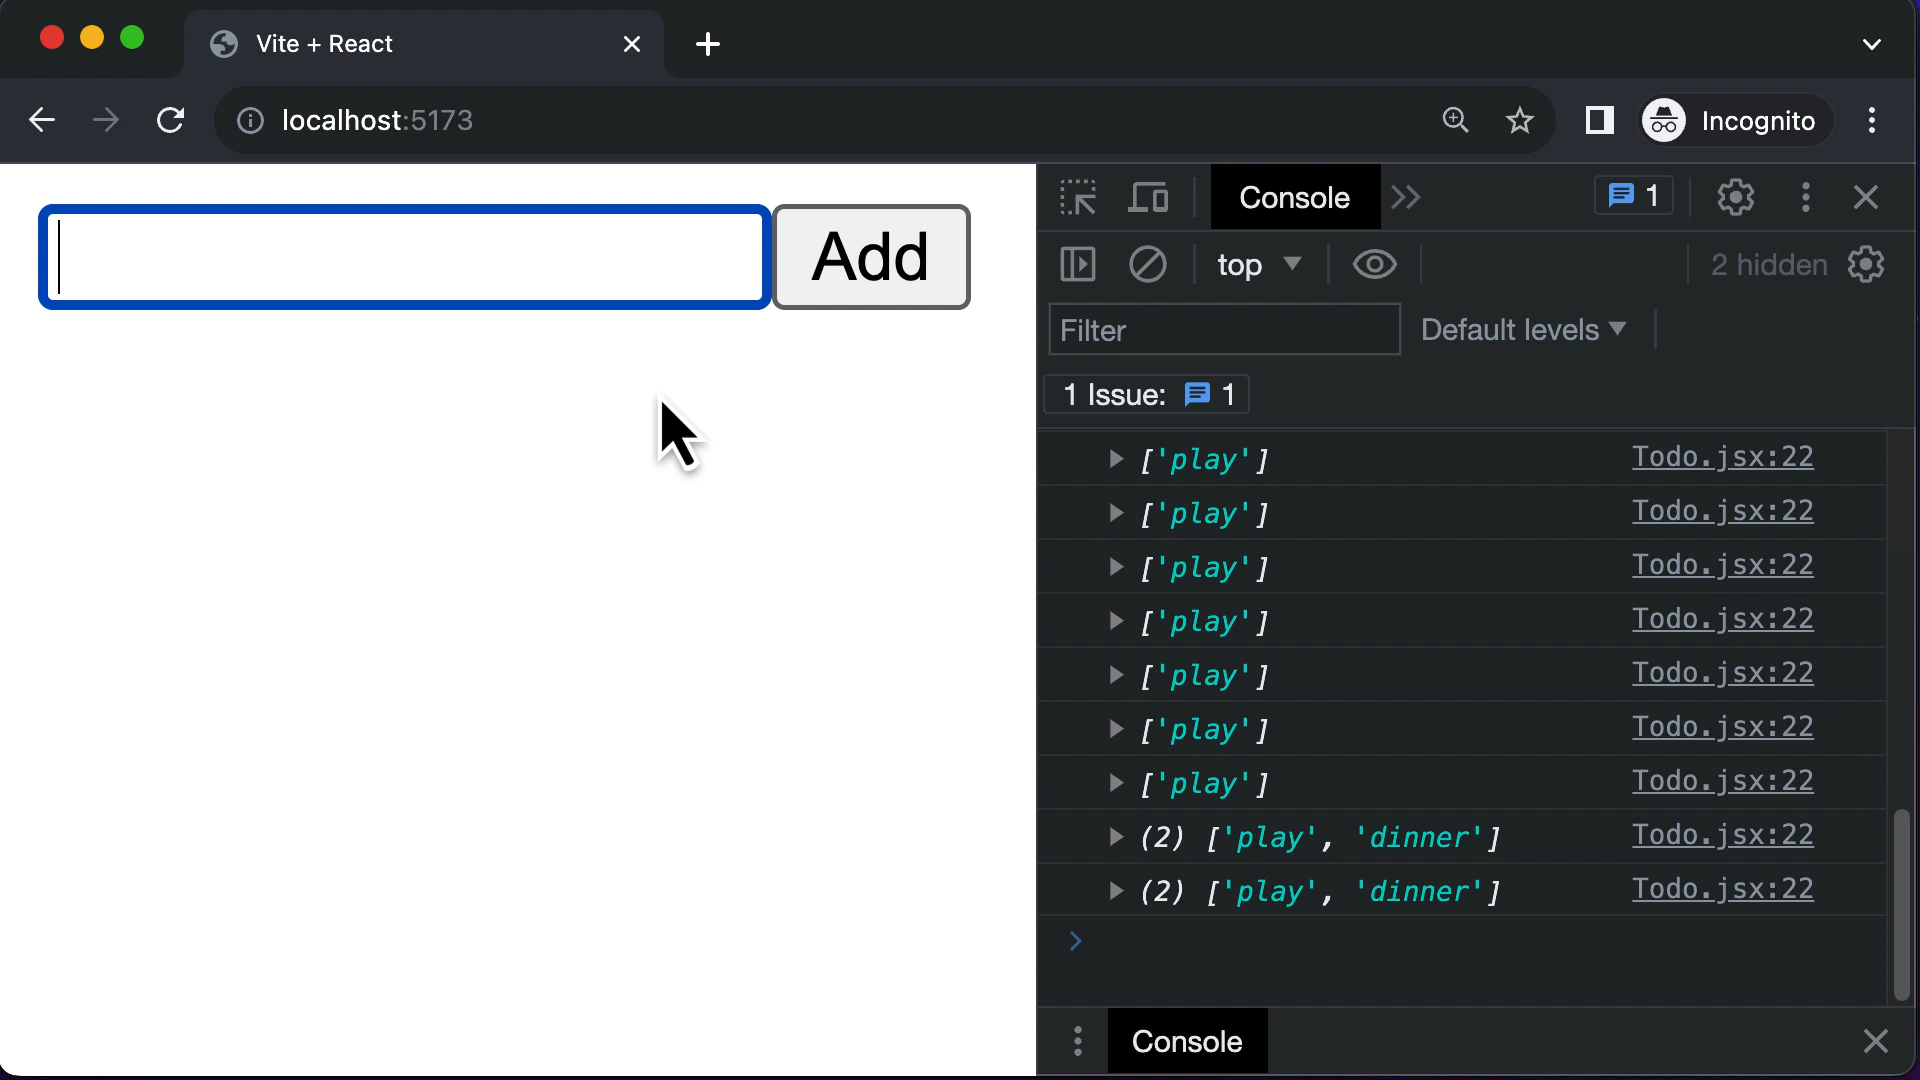 Vite + React
localhost:5173
Incognito
Add
Console
1
top
2 hidden
Filter
Default levels
1 Issue: 1
['play'] Todo.jsx:22
['play'] Todo.jsx:22
['play'] Todo.jsx:22
['play'] Todo.jsx:22
['play'] Todo.jsx:22
['play'] Todo.jsx:22
['play'] Todo.jsx:22
(2) ['play', 'dinner'] Todo.jsx:22
(2) ['play', 'dinner'] Todo.jsx:22
Console